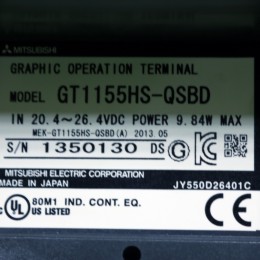 MITSUBISHI
GRAPHIC OPERATION TERMINAL
MODEL GT1155HS-QSBD
IN 20.4~26.4VDC POWER 9.84W MAX
MEK-GT1155HS-QSBD(A) 2013.05
S/N 1350130 DS G
MITSUBISHI ELECTRIC CORPORATION
MADE IN JAPAN JY550D26401C
c UL US LISTED 80M1 IND. CONT. EQ. CE